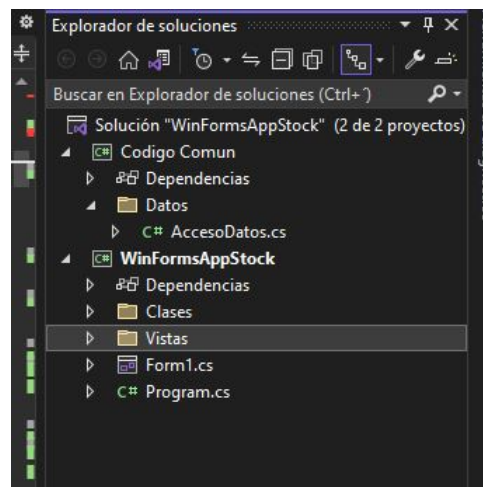 Explorador de soluciones
Buscar en Explorador de soluciones (Ctrl+´)
Solución "WinFormsAppStock" (2 de 2 proyectos)
C# Codigo Comun
Dependencias
Datos
C# AccesoDatos.cs
C# WinFormsAppStock
Dependencias
Clases
Vistas
Form1.cs
C# Program.cs